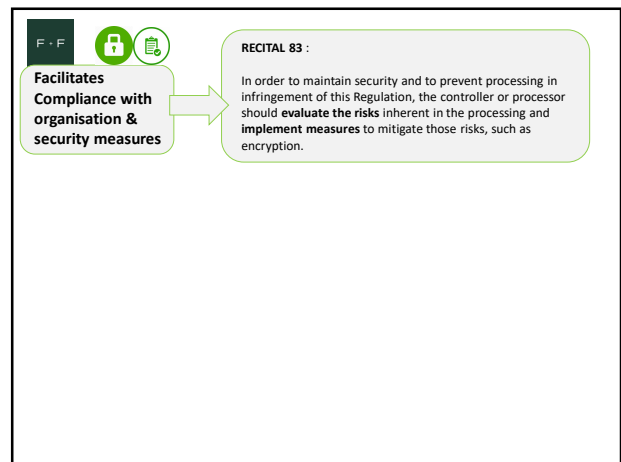 F · F
Facilitates
Compliance with
organisation &
security measures
RECITAL 83 :
In order to maintain security and to prevent processing in
infringement of this Regulation, the controller or processor
should evaluate the risks inherent in the processing and
implement measures to mitigate those risks, such as
encryption.